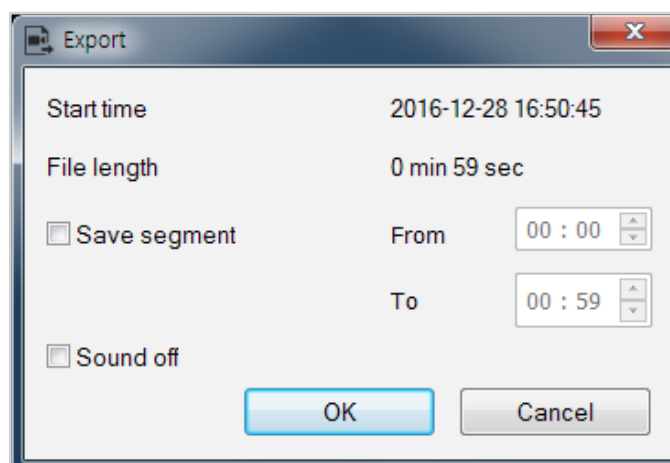 Export
Start time 2016-12-28 16:50:45
File length 0 min 59 sec
Save segment From 00 : 00
To 00 : 59
Sound off
OK Cancel